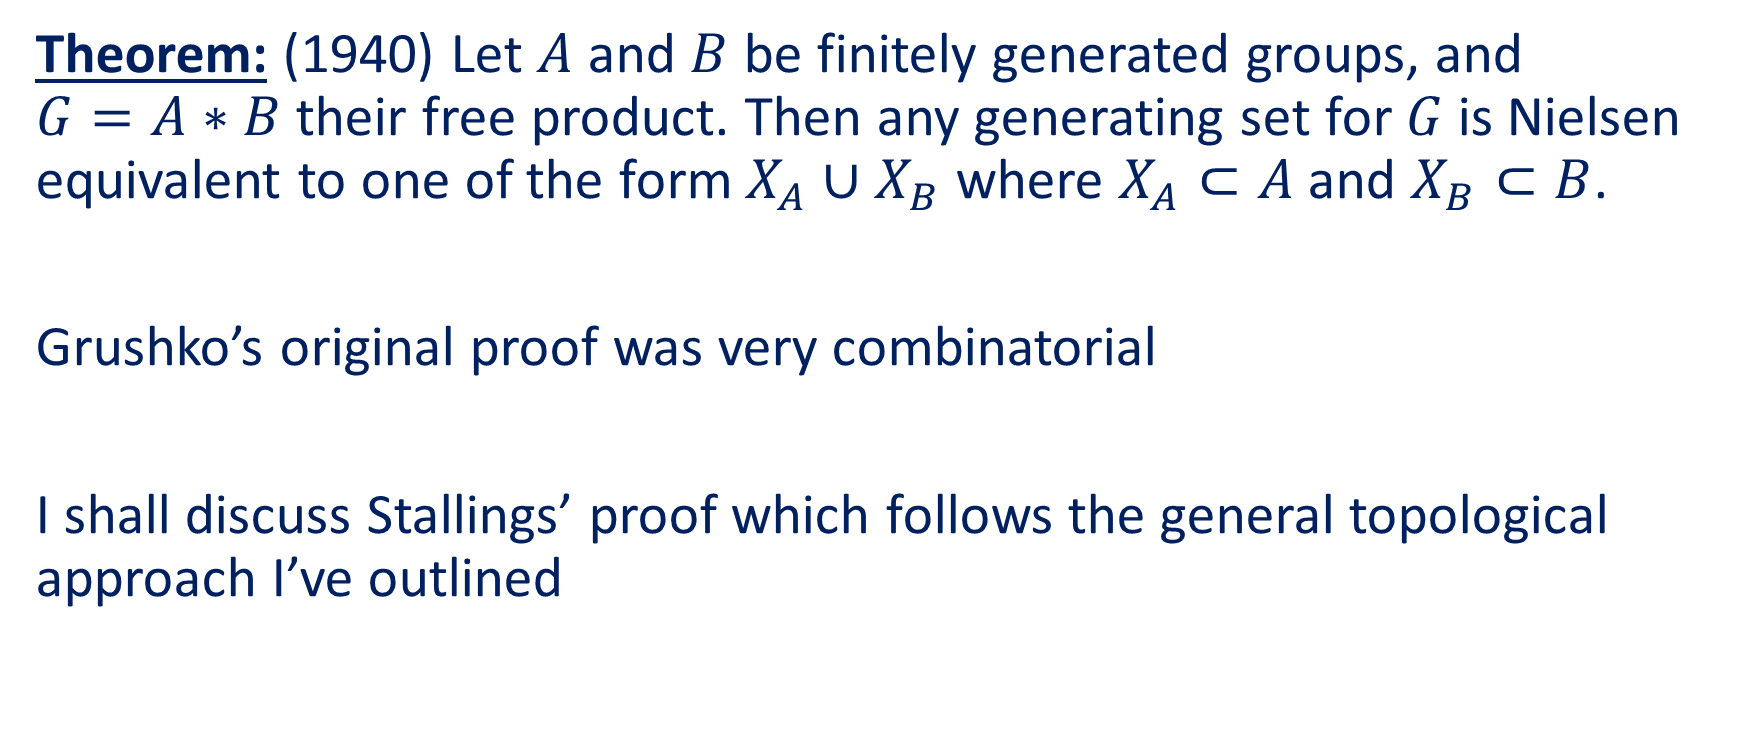 Theorem: (1940) Let A and B be finitely generated groups, and
G = A ∗ B their free product. Then any generating set for G is Nielsen
equivalent to one of the form X_A ∪ X_B where X_A ⊂ A and X_B ⊂ B.
Grushko’s original proof was very combinatorial
I shall discuss Stallings’ proof which follows the general topological
approach I’ve outlined